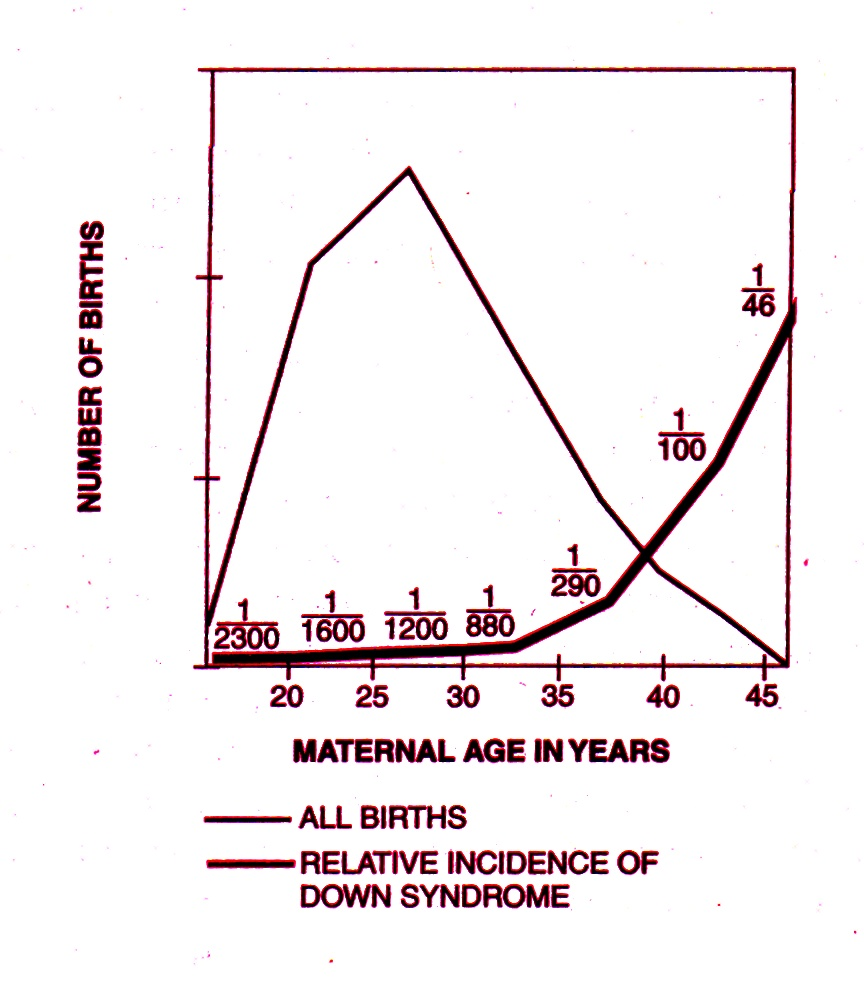 NUMBER OF BIRTHS
1/46
1/100
1/290
1/2300 1/1600 1/1200 1/880
20 25 30 35 40 45
MATERNAL AGE IN YEARS
ALL BIRTHS
RELATIVE INCIDENCE OF
DOWN SYNDROME